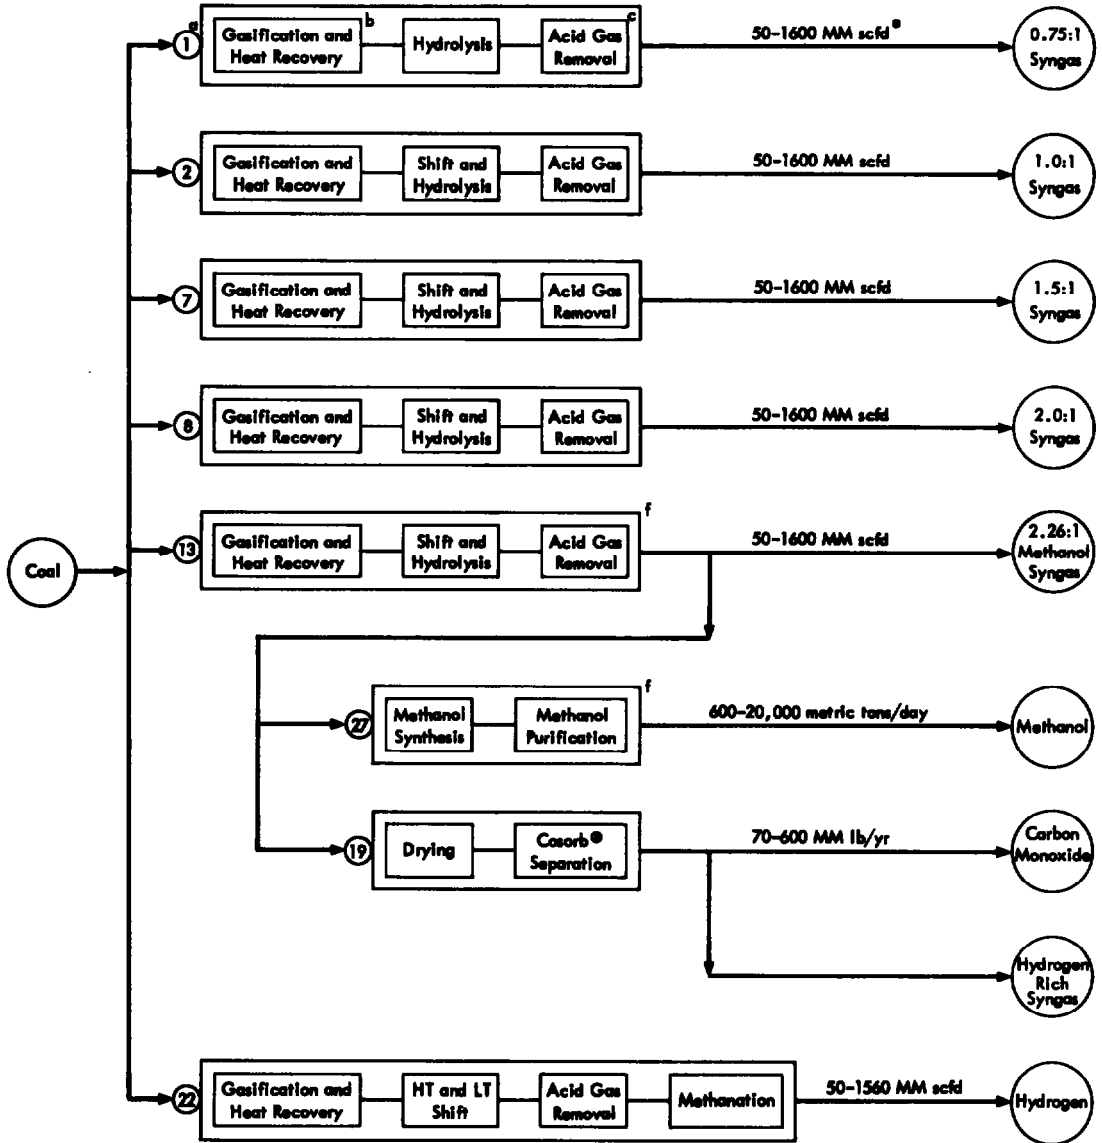 a
1
Gasification and
Heat Recovery
b
Hydrolysis
Acid Gas
Removal
c
50-1600 MM scfd e
0.75:1
Syngas
2
Gasification and
Heat Recovery
Shift and
Hydrolysis
Acid Gas
Removal
50-1600 MM scfd
1.0:1
Syngas
7
Gasification and
Heat Recovery
Shift and
Hydrolysis
Acid Gas
Removal
50-1600 MM scfd
1.5:1
Syngas
8
Gasification and
Heat Recovery
Shift and
Hydrolysis
Acid Gas
Removal
50-1600 MM scfd
2.0:1
Syngas
Coal
13
Gasification and
Heat Recovery
Shift and
Hydrolysis
Acid Gas
Removal
f
50-1600 MM scfd
2.26:1
Methanol
Syngas
27
Methanol
Synthesis
Methanol
Purification
f
600-20,000 metric tons/day
Methanol
19
Drying
Cosorb®
Separation
70-600 MM lb/yr
Carbon
Monoxide
Hydrogen
Rich
Syngas
22
Gasification and
Heat Recovery
HT and LT
Shift
Acid Gas
Removal
Methanation
50-1560 MM scfd
Hydrogen